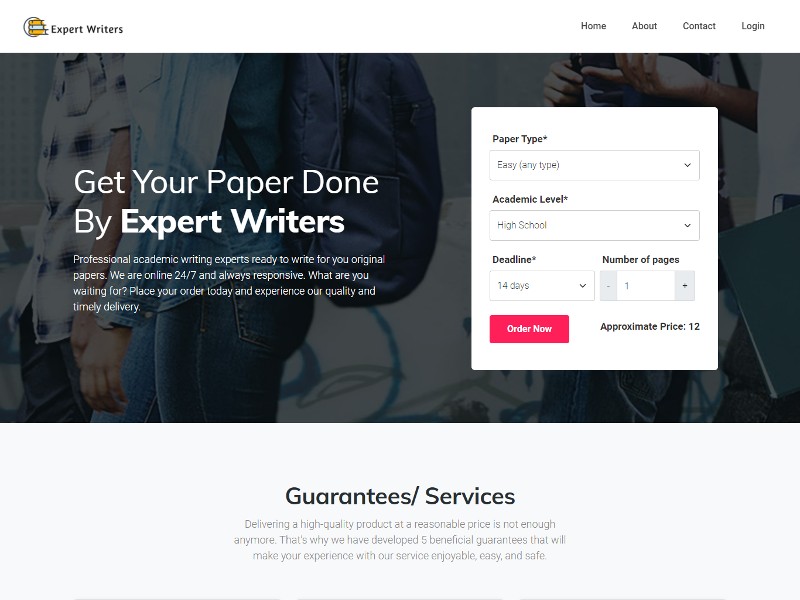 Expert Writers
Home About Contact Login
Get Your Paper Done
By Expert Writers
Professional academic writing experts ready to write for you original
papers. We are online 24/7 and always responsive. What are you
waiting for? Place your order today and experience our quality and
timely delivery.
Paper Type*
Easy (any type)
Academic Level*
High School
Deadline* Number of pages
14 days - 1 +
Order Now Approximate Price: 12
Guarantees/ Services
Delivering a high-quality product at a reasonable price is not enough
anymore. That's why we have developed 5 beneficial guarantees that will
make your experience with our service enjoyable, easy, and safe.